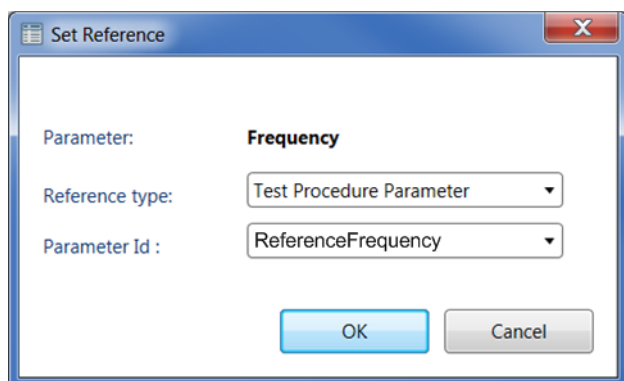 Set Reference
Parameter: Frequency
Reference type: Test Procedure Parameter
Parameter Id : ReferenceFrequency
OK Cancel